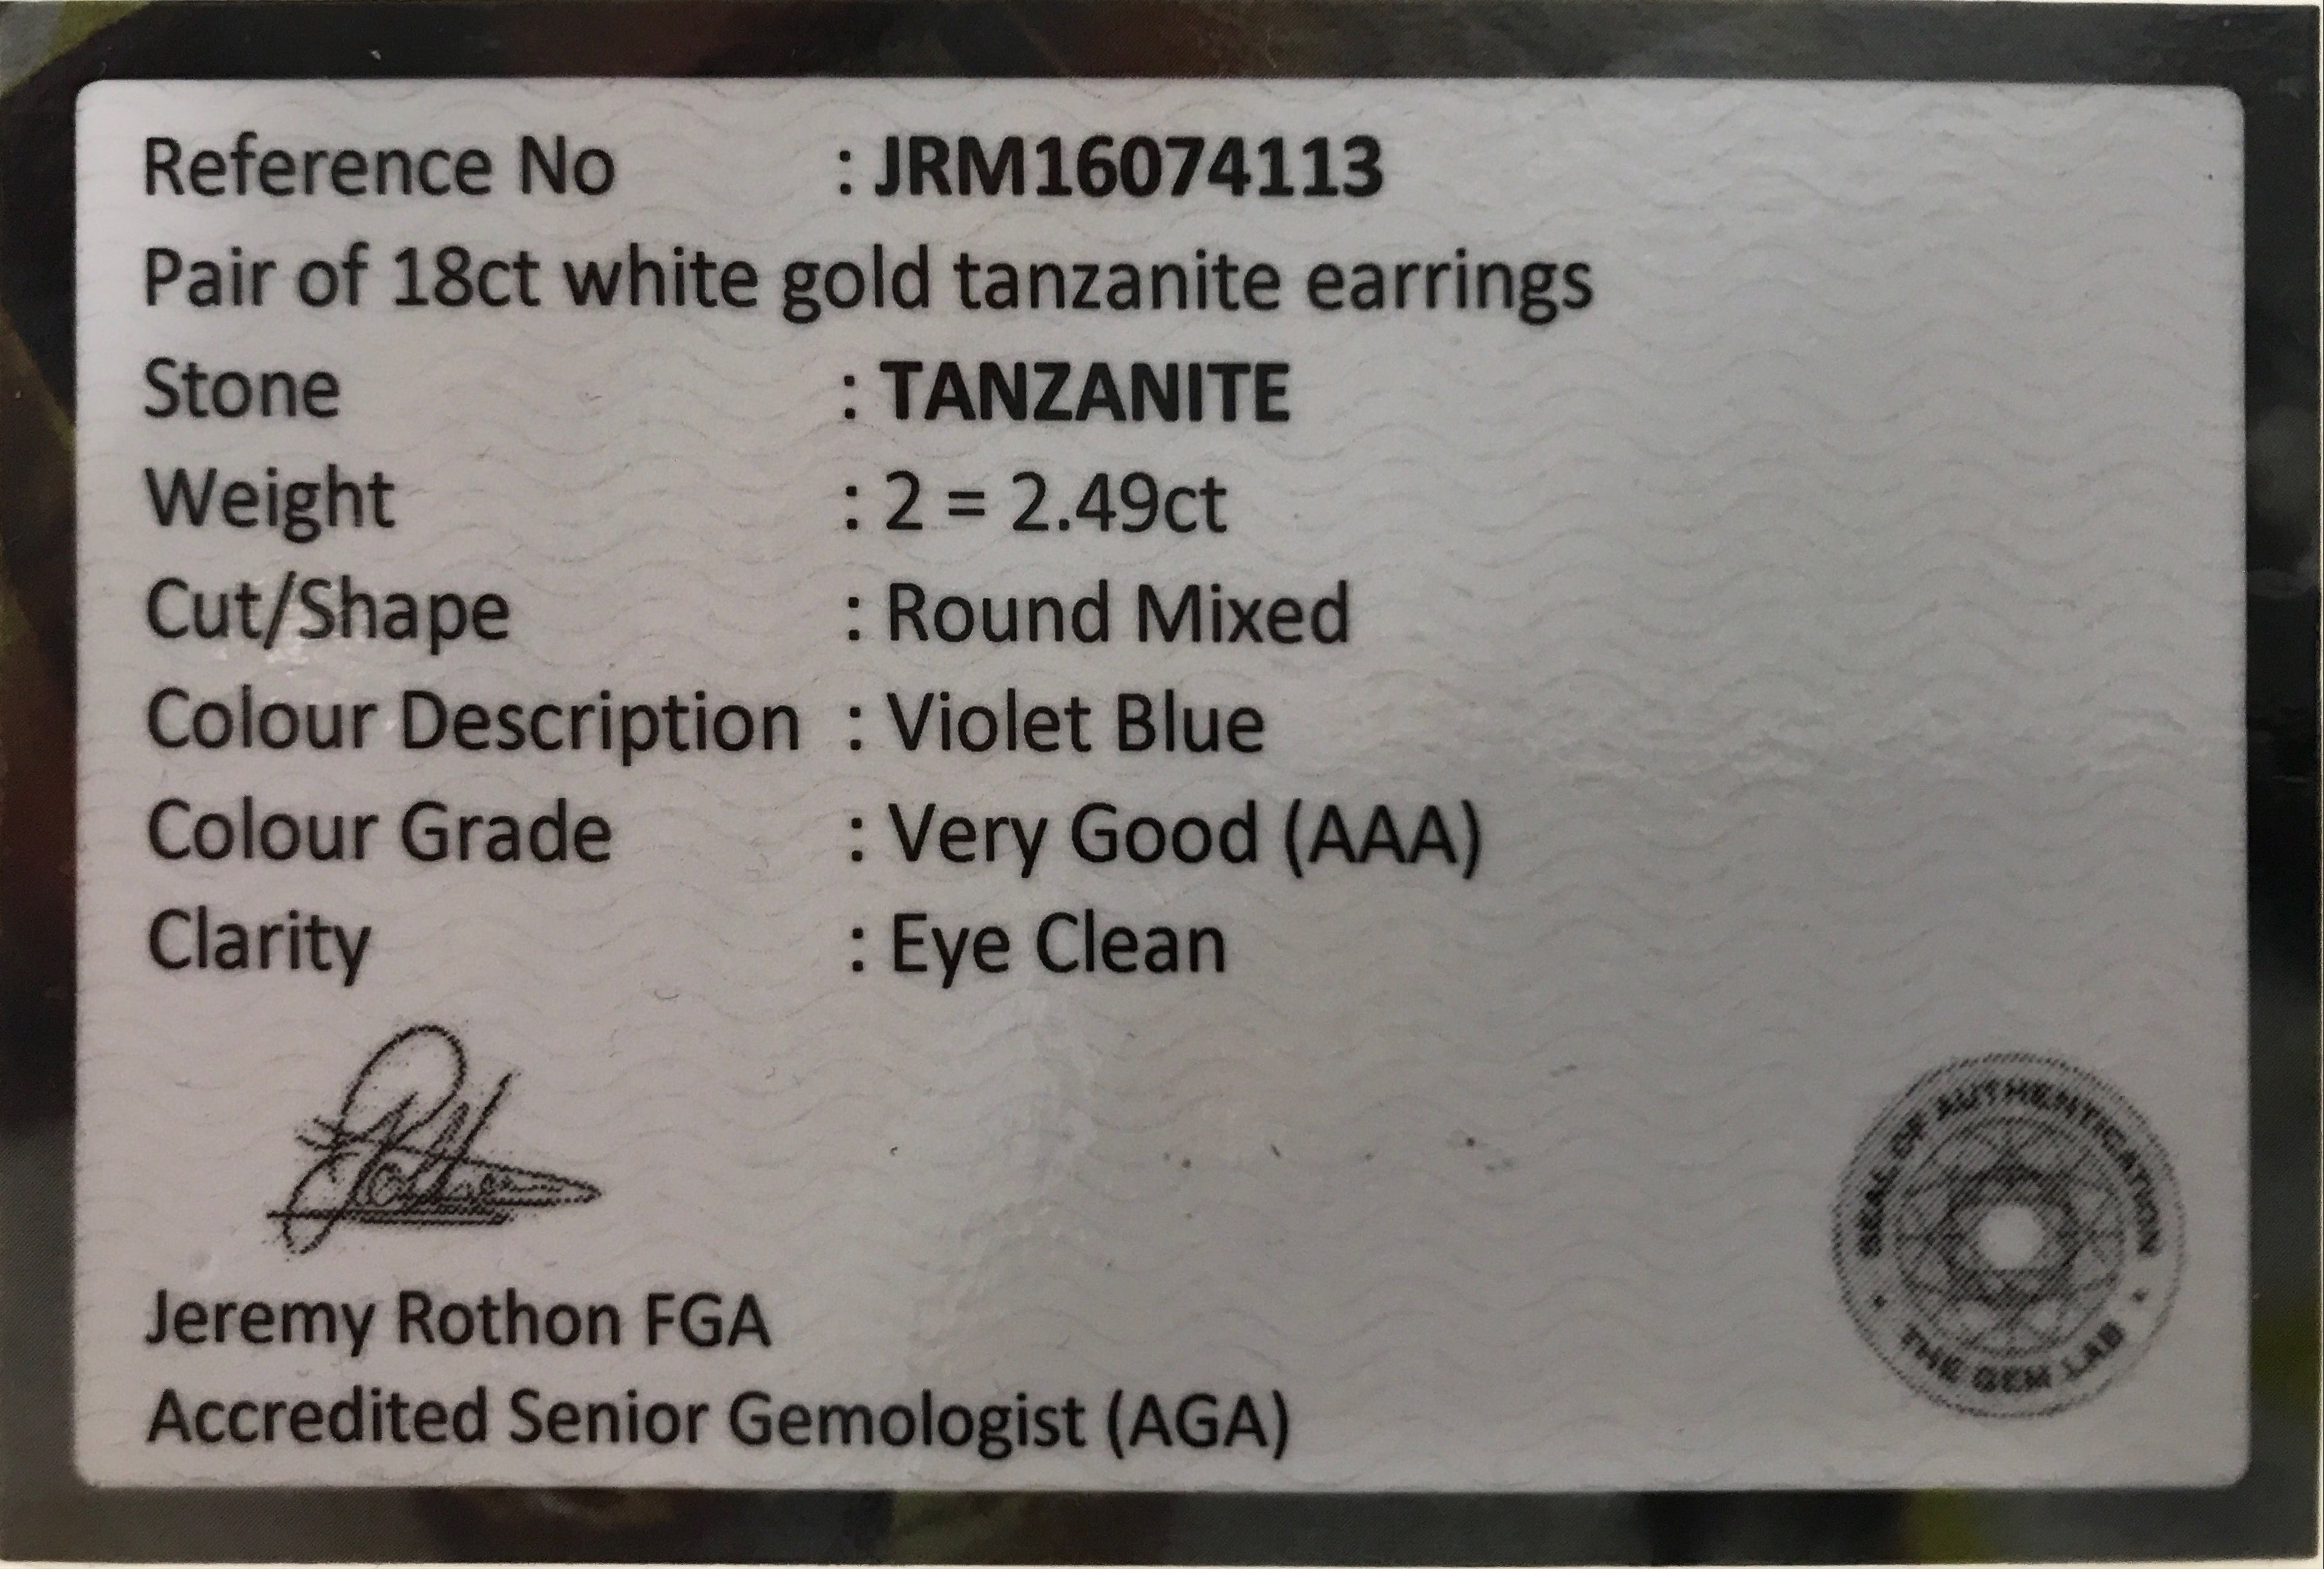 Reference No : JRM16074113
Pair of 18ct white gold tanzanite earrings
Stone : TANZANITE
Weight : 2 = 2.49ct
Cut/Shape : Round Mixed
Colour Description : Violet Blue
Colour Grade : Very Good (AAA)
Clarity : Eye Clean
Jeremy Rothon FGA
Accredited Senior Gemologist (AGA)
SEAL OF AUTHENTICATION
THE GEM LAB